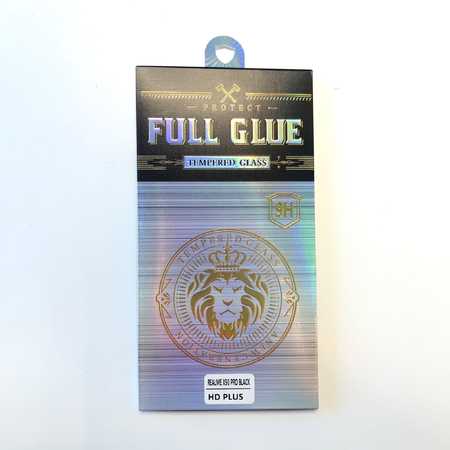 PROTECT
FULL GLUE
TEMPERED GLASS
9H
TEMPERED GLASS
REALME X50 PRO BLACK
HD PLUS